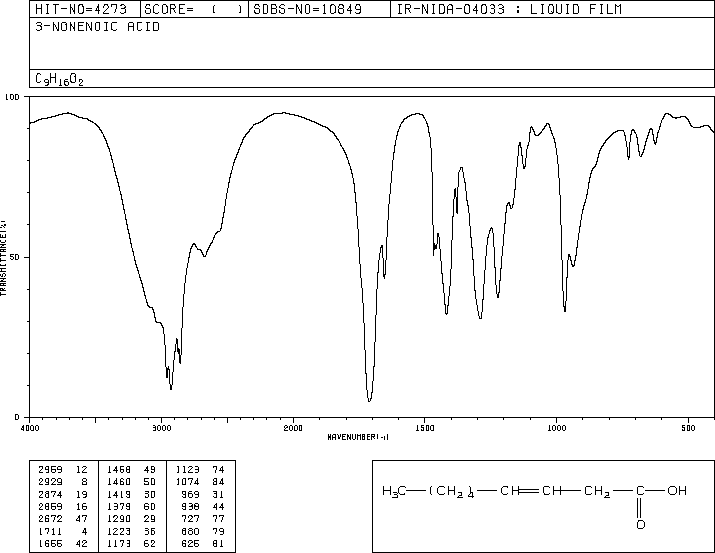 HIT-NO=4273 SCORE= ( ) SDBS-NO=10849 IR-NIDA-04033 : LIQUID FILM
3-NONENOIC ACID
C9H16O2
100
50
0
TRANSMITTANCE(%)
4000 3000 2000 1500 1000 500
WAVENUMBER(-1)
2959 12 1468 49 1123 74
2929 8 1460 50 1074 84
2874 19 1419 30 969 31
2859 16 1379 60 938 44
2672 47 1290 29 727 77
1711 4 1223 36 680 79
1655 42 1173 62 625 81
H3C—(CH2)4—CH=CH—CH2—C—OH
O